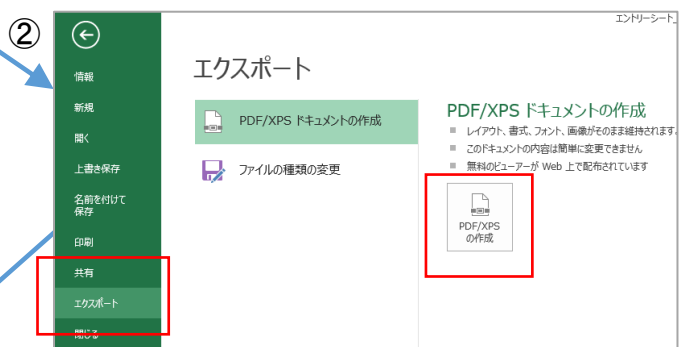 ②
エントリーシート_
情報
新規
開く
上書き保存
名前を付けて
保存
印刷
共有
エクスポート
閉じる
エクスポート
PDF/XPS ドキュメントの作成
ファイルの種類の変更
PDF/XPS ドキュメントの作成
レイアウト、書式、フォント、画像がそのまま維持されます。
このドキュメントの内容は簡単に変更できません
無料のビューアーが Web 上で配布されています
PDF/XPS
の作成